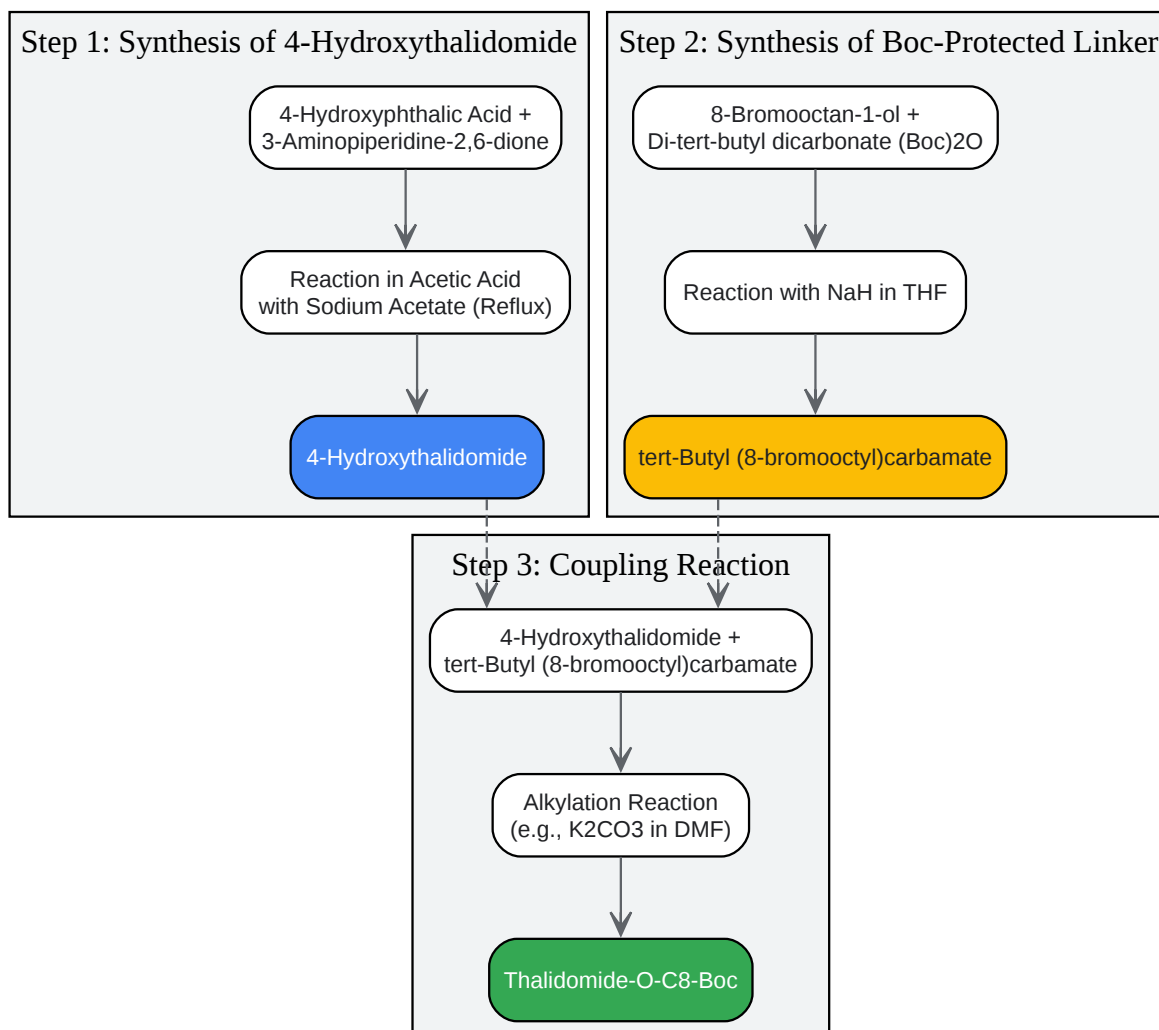 Step 1: Synthesis of 4-Hydroxythalidomide
4-Hydroxyphthalic Acid +
3-Aminopiperidine-2,6-dione
Reaction in Acetic Acid
with Sodium Acetate (Reflux)
4-Hydroxythalidomide
Step 2: Synthesis of Boc-Protected Linker
8-Bromooctan-1-ol +
Di-tert-butyl dicarbonate (Boc)2O
Reaction with NaH in THF
tert-Butyl (8-bromooctyl)carbamate
Step 3: Coupling Reaction
4-Hydroxythalidomide +
tert-Butyl (8-bromooctyl)carbamate
Alkylation Reaction
(e.g., K2CO3 in DMF)
Thalidomide-O-C8-Boc